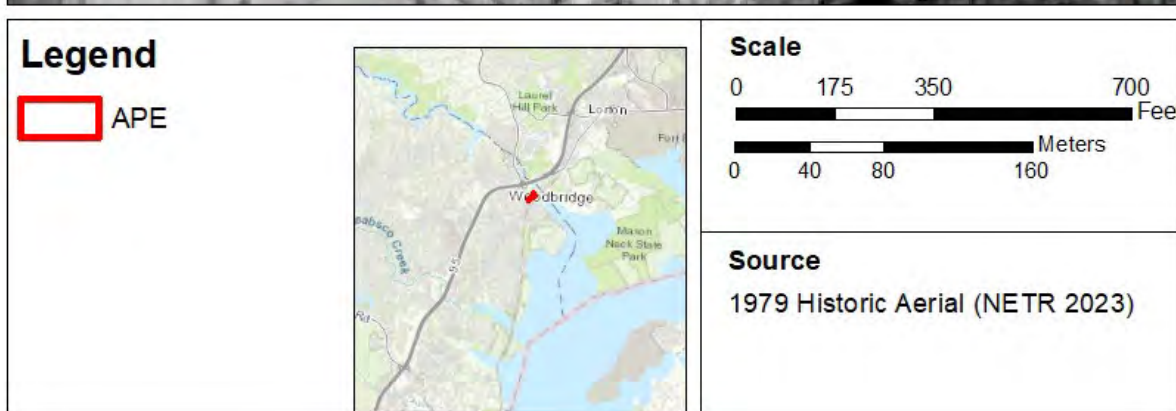 Legend
APE
Laurel
Hill Park
Lorton
Fort
Woodbridge
Mason
Neck State
Park
pabsco Creek
95
Rd
Scale
0 175 350 700
Fee
Meters
0 40 80 160
Source
1979 Historic Aerial (NETR 2023)